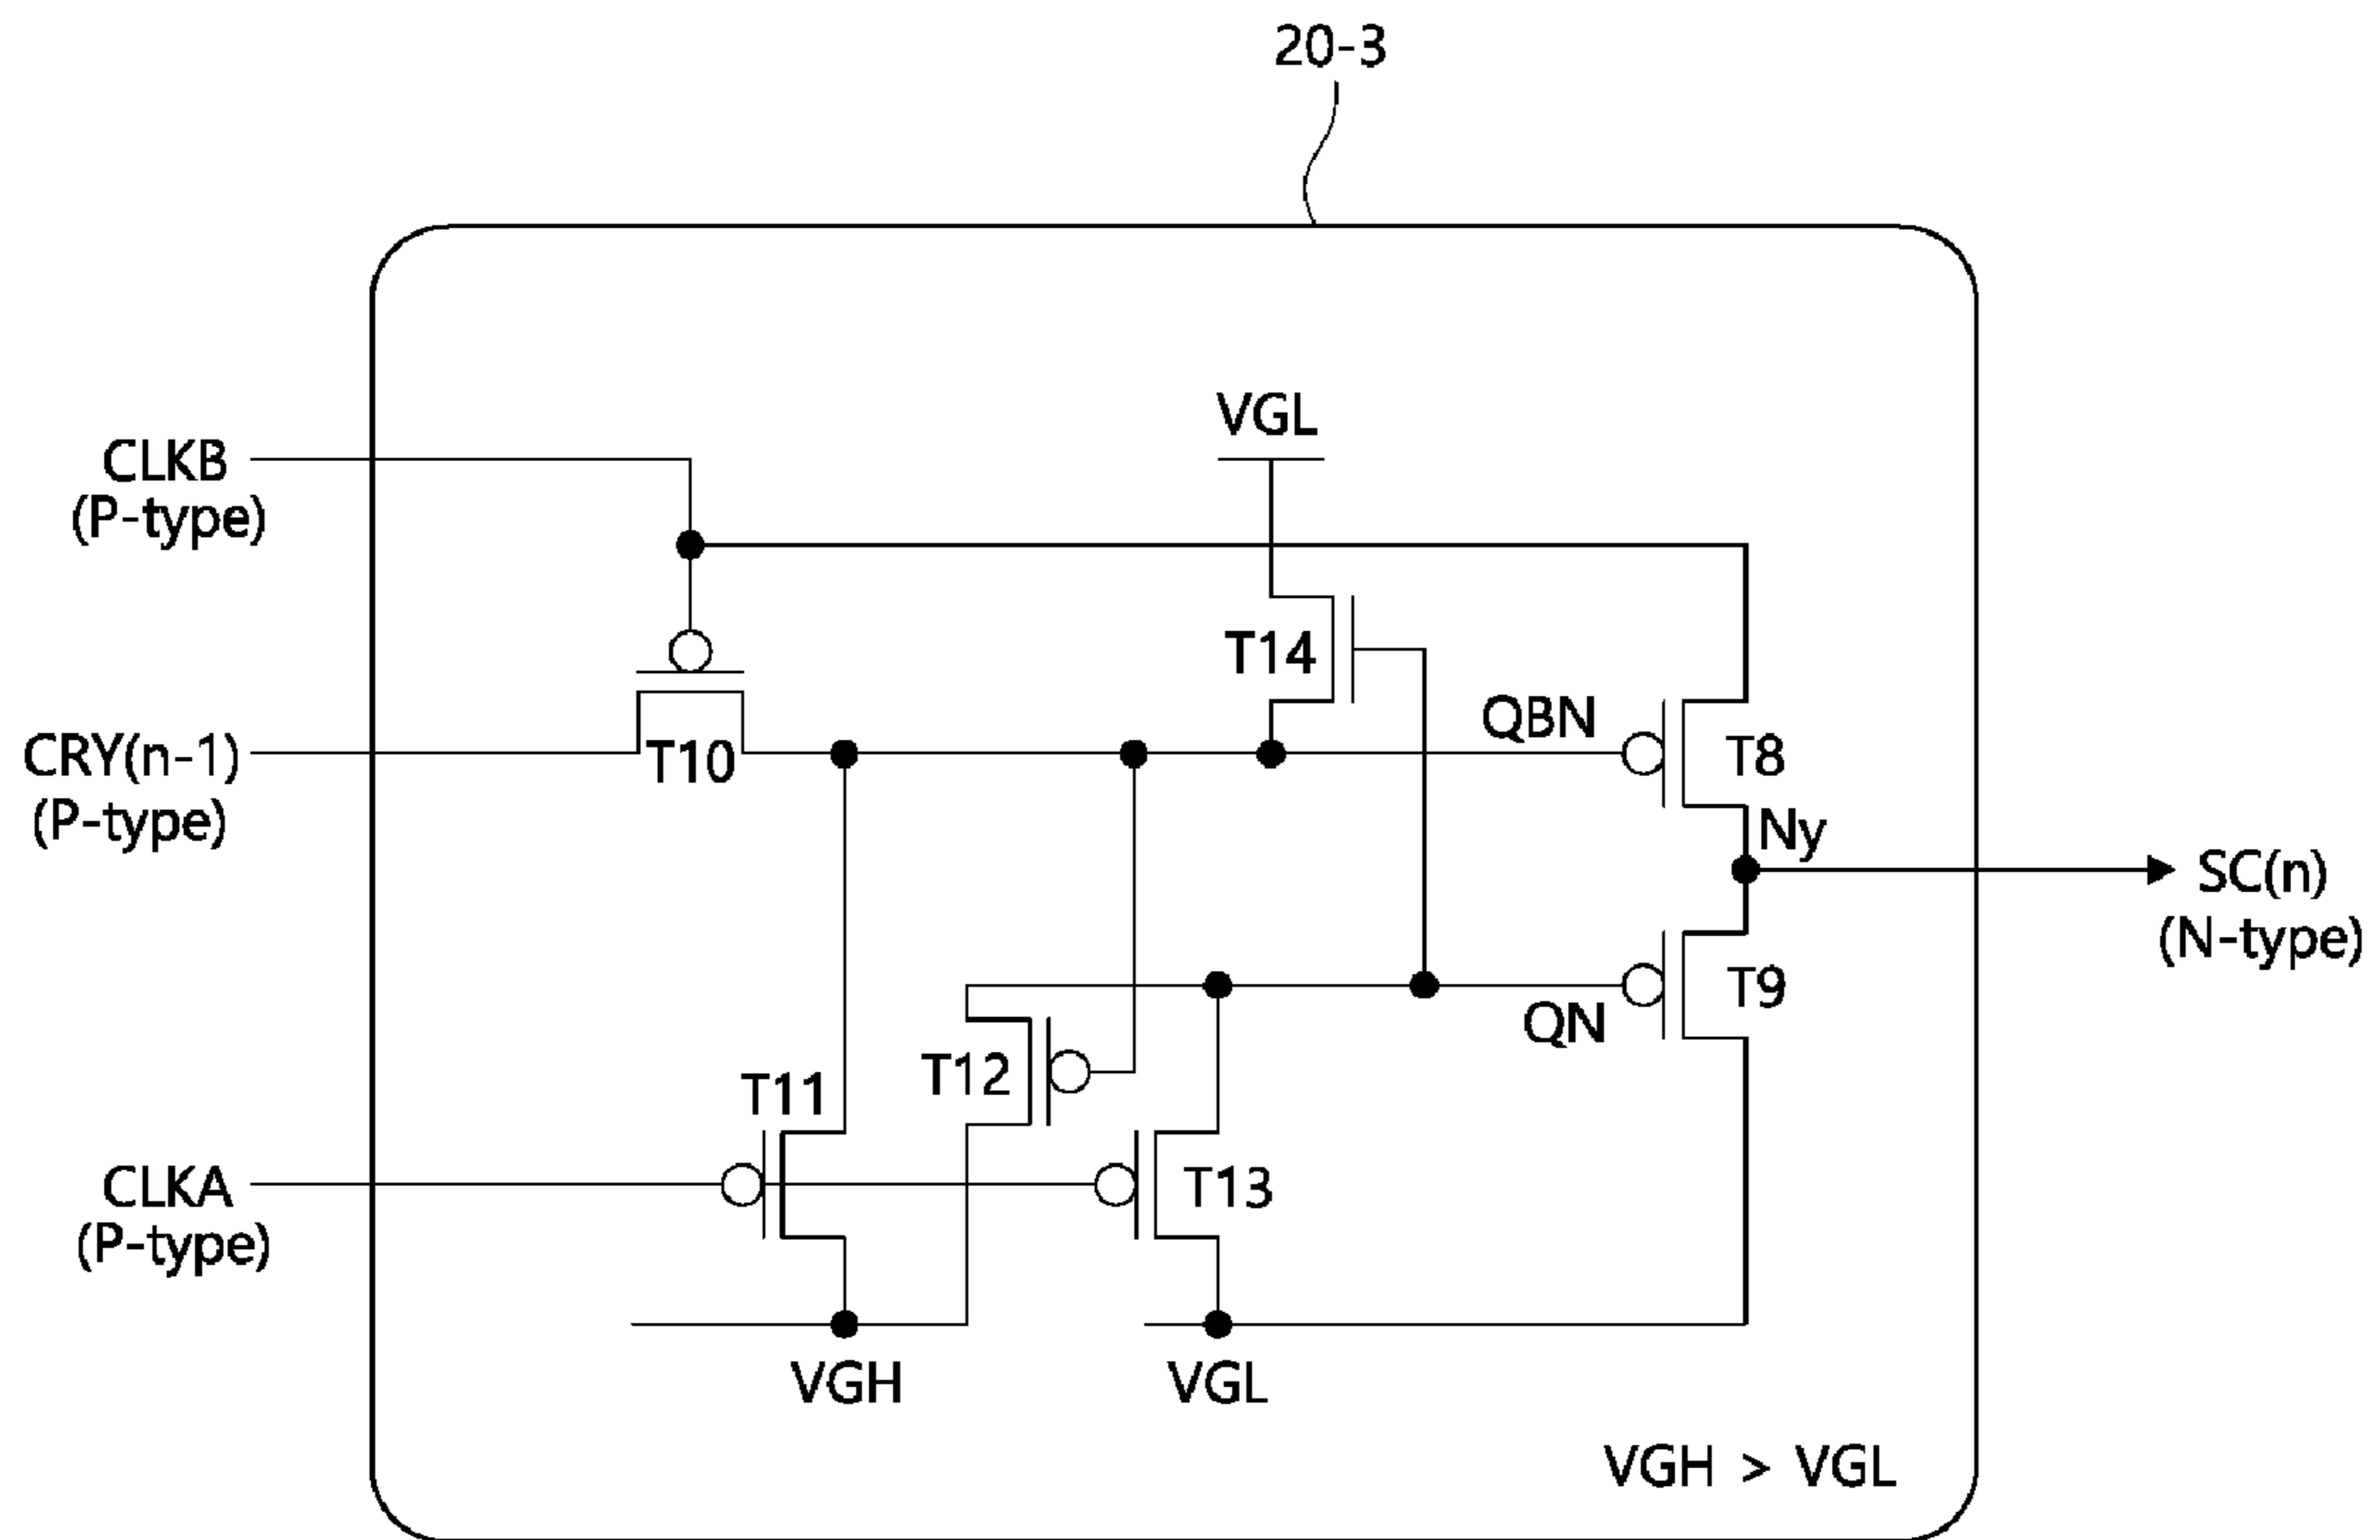 20-3
VGL
CLKB
(P-type)
T14
QBN
CRY(n-1)
(P-type)
T10
T8
Ny
SC(n)
(N-type)
T9
QN
T12
T11
CLKA
(P-type)
T13
VGH
VGL
VGH > VGL